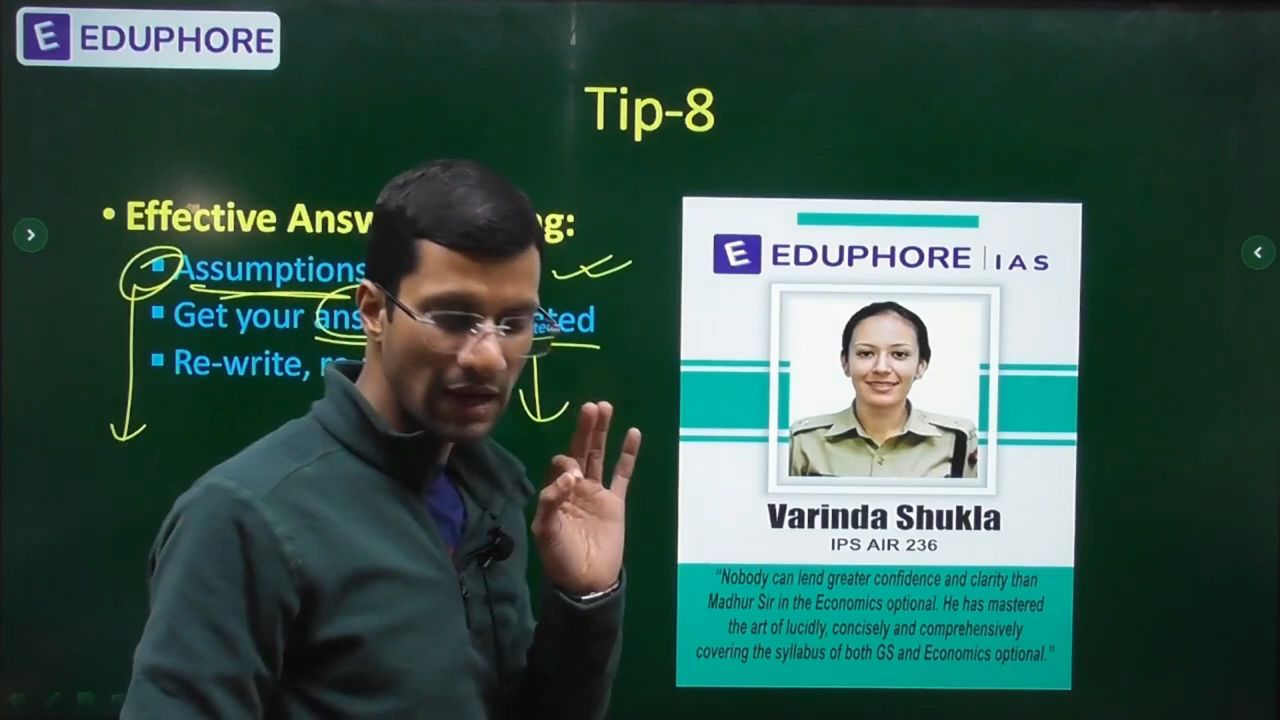 E EDUPHORE
Tip-8
• Effective Answ g:
Assumptions
Get your ans ted
Re-write, r
E EDUPHORE | IAS
Varinda Shukla
IPS AIR 236
"Nobody can lend greater confidence and clarity than
Madhur Sir in the Economics optional. He has mastered
the art of lucidly, concisely and comprehensively
covering the syllabus of both GS and Economics optional."